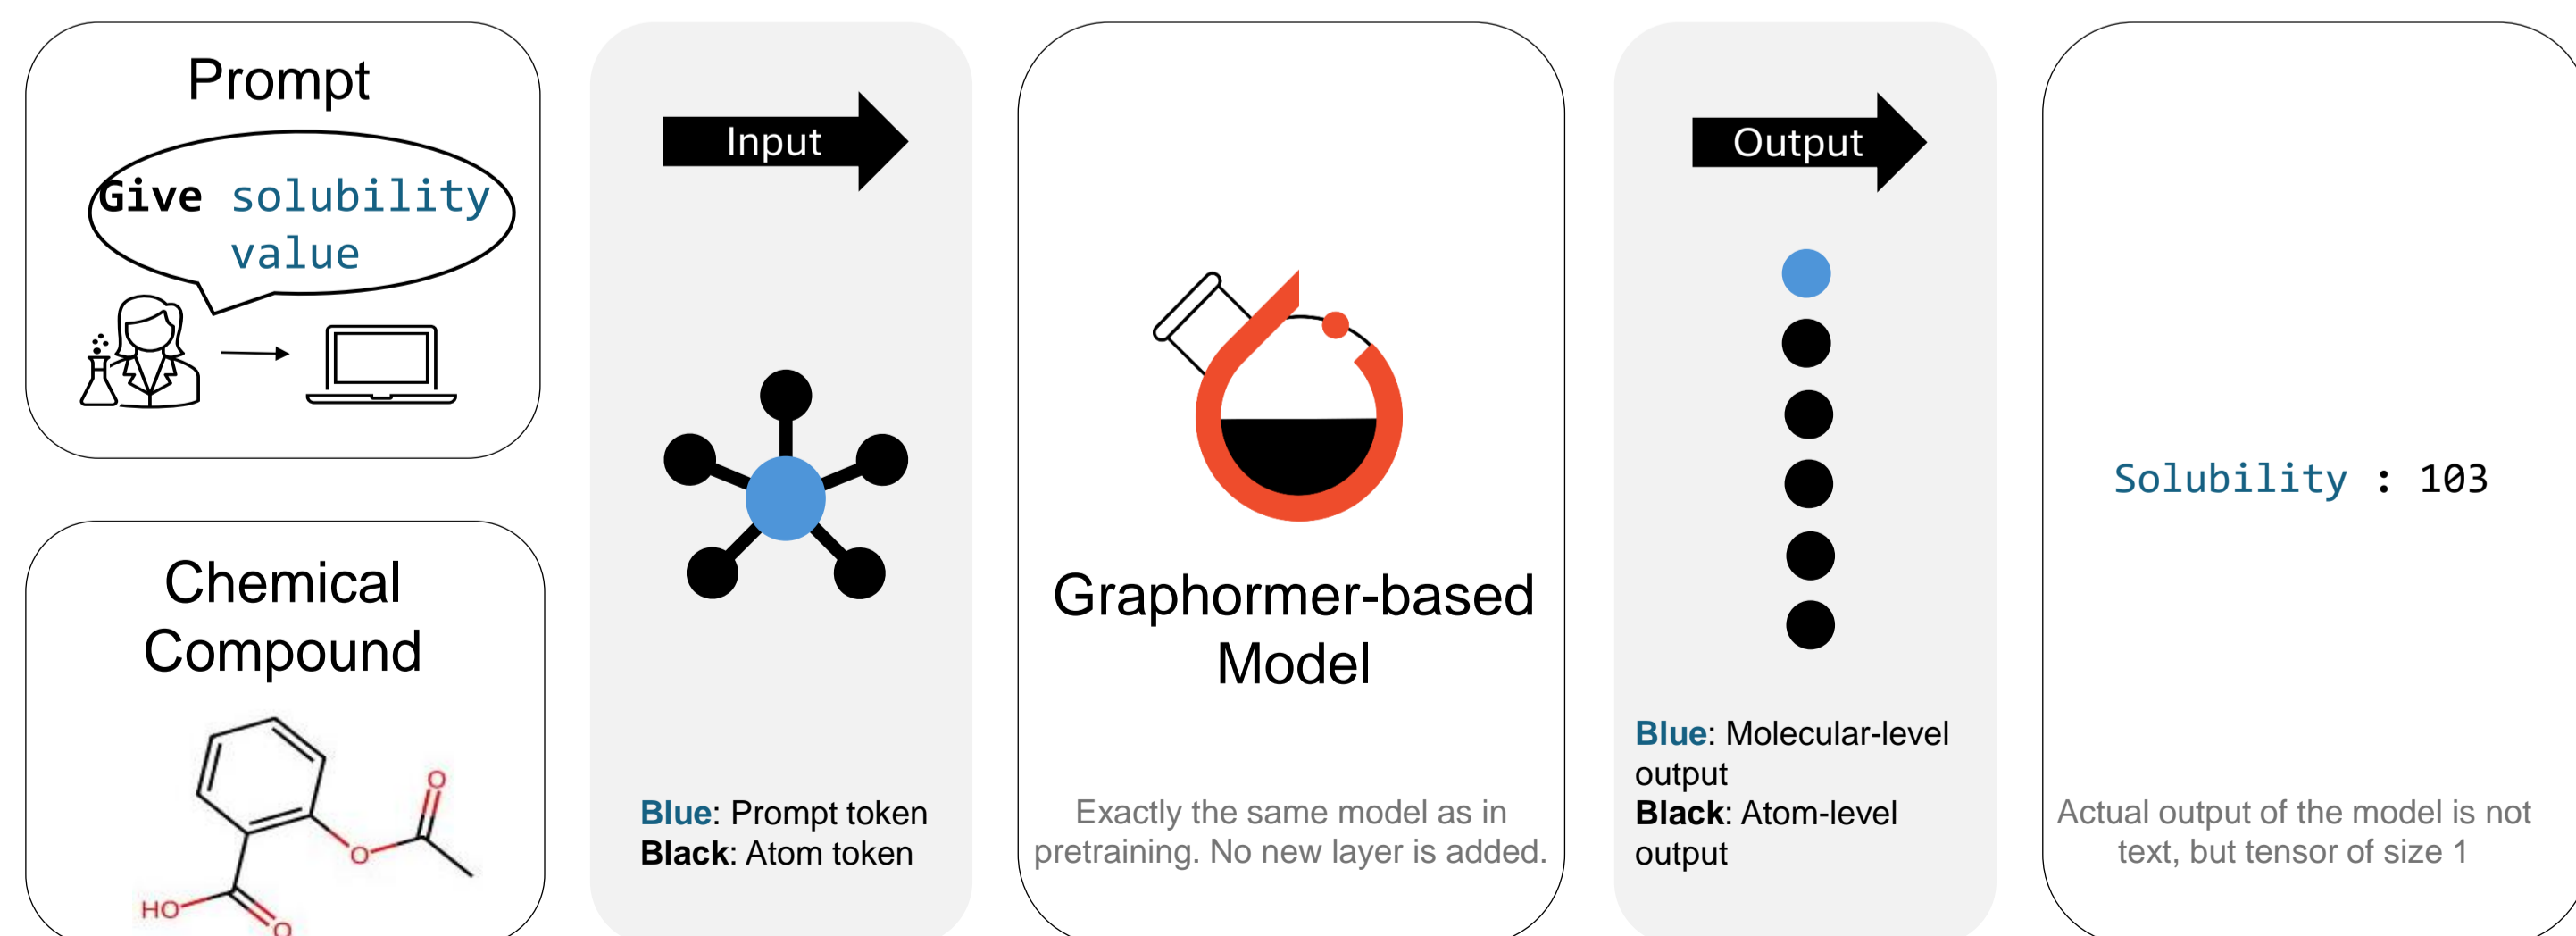 Prompt
Give solubility
value
Chemical
Compound
O
O
HO
O
Input
Blue: Prompt token
Black: Atom token
Graphormer-based
Model
Exactly the same model as in
pretraining. No new layer is added.
Output
Blue: Molecular-level
output
Black: Atom-level
output
Solubility : 103
Actual output of the model is not
text, but tensor of size 1